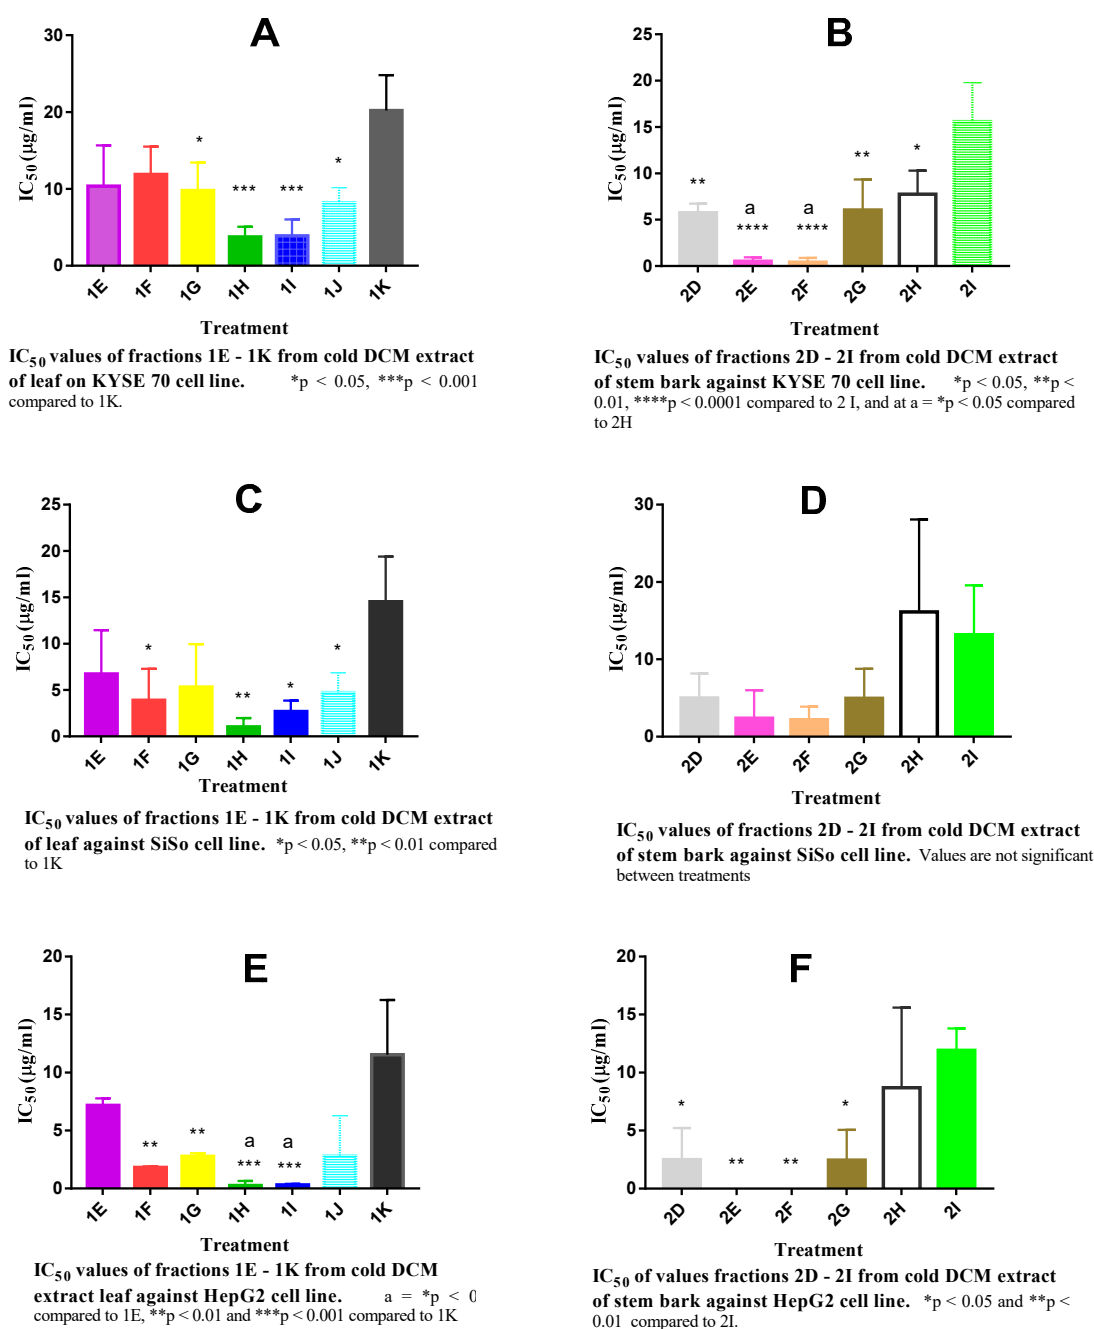 A
30
20
10
0
IC50 (μg/ml)
*
***
***
*
1E 1F 1G 1H 1I 1J 1K
Treatment
IC50 values of fractions 1E - 1K from cold DCM extract
of leaf on KYSE 70 cell line. *p < 0.05, ***p < 0.001
compared to 1K.
B
25
20
15
10
5
0
IC50 (μg/ml)
**
a
****
a
****
**
*
2D 2E 2F 2G 2H 2I
Treatment
IC50 values of fractions 2D - 2I from cold DCM extract
of stem bark against KYSE 70 cell line. *p < 0.05, **p <
0.01, ****p < 0.0001 compared to 2 I, and at a = *p < 0.05 compared
to 2H
C
25
20
15
10
5
0
IC50 (μg/ml)
*
**
*
*
1E 1F 1G 1H 1I 1J 1K
Treatment
IC50 values of fractions 1E - 1K from cold DCM extract
of leaf against SiSo cell line. *p < 0.05, **p < 0.01 compared
to 1K
D
30
20
10
0
IC50 (μg/ml)
2D 2E 2F 2G 2H 2I
Treatment
IC50 values of fractions 2D - 2I from cold DCM extract
of stem bark against SiSo cell line. Values are not significant
between treatments
E
20
15
10
5
0
IC50 (μg/ml)
**
**
a
***
a
***
1E 1F 1G 1H 1I 1J 1K
Treatment
IC50 values of fractions 1E - 1K from cold DCM
extract leaf against HepG2 cell line. a = *p < 0
compared to 1E, **p < 0.01 and ***p < 0.001 compared to 1K
F
20
15
10
5
0
IC50 (μg/ml)
*
**
**
*
2D 2E 2F 2G 2H 2I
Treatment
IC50 of values fractions 2D - 2I from cold DCM extract
of stem bark against HepG2 cell line. *p < 0.05 and **p <
0.01 compared to 2I.